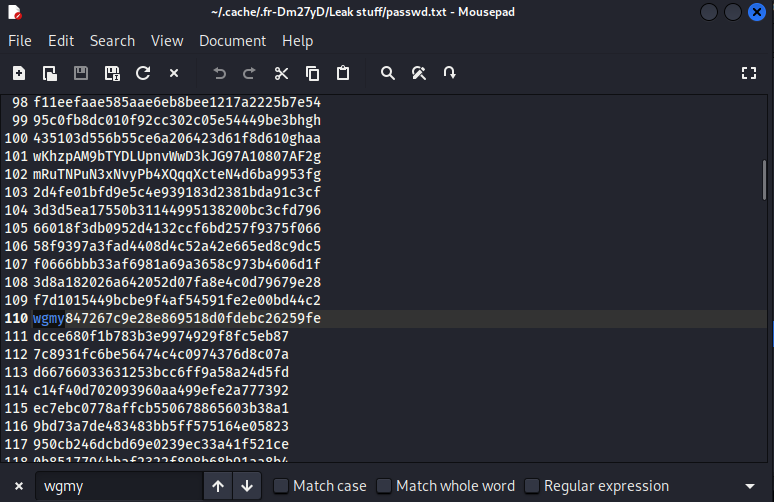 ~/.cache/.fr-Dm27yD/Leak stuff/passwd.txt - Mousepad
File Edit Search View Document Help
98 f11eefaae585aae6eb8bee1217a2225b7e54
99 95c0fb8dc010f92cc302c05e54449be3bhgh
100 435103d556b55ce6a206423d61f8d610ghaa
101 wKhzpAM9bTYDLUpnvWwD3kJG97A10807AF2g
102 mRuTNPuN3xNvyPb4XQqqXcteN4d6ba9953fg
103 2d4fe01bfd9e5c4e939183d2381bda91c3cf
104 3d3d5ea17550b31144995138200bc3cfd796
105 66018f3db0952d4132ccf6bd257f9375f066
106 58f9397a3fad4408d4c52a42e665ed8c9dc5
107 f0666bbb33af6981a69a3658c973b4606d1f
108 3d8a182026a642052d07fa8e4c0d79679e28
109 f7d1015449bcbe9f4af54591fe2e00bd44c2
110 wgmy847267c9e28e869518d0fdebc26259fe
111 dcce680f1b783b3e9974929f8fc5eb87
112 7c8931fc6be56474c4c0974376d8c07a
113 d66766033631253bcc6ff9a58a24d5fd
114 c14f40d702093960aa499efe2a777392
115 ec7ebc0778affcb550678865603b38a1
116 9bd73a7de483483bb5ff575164e05823
117 950cb246dcbd69e0239ec33a41f521ce
wgmy Match case Match whole word Regular expression